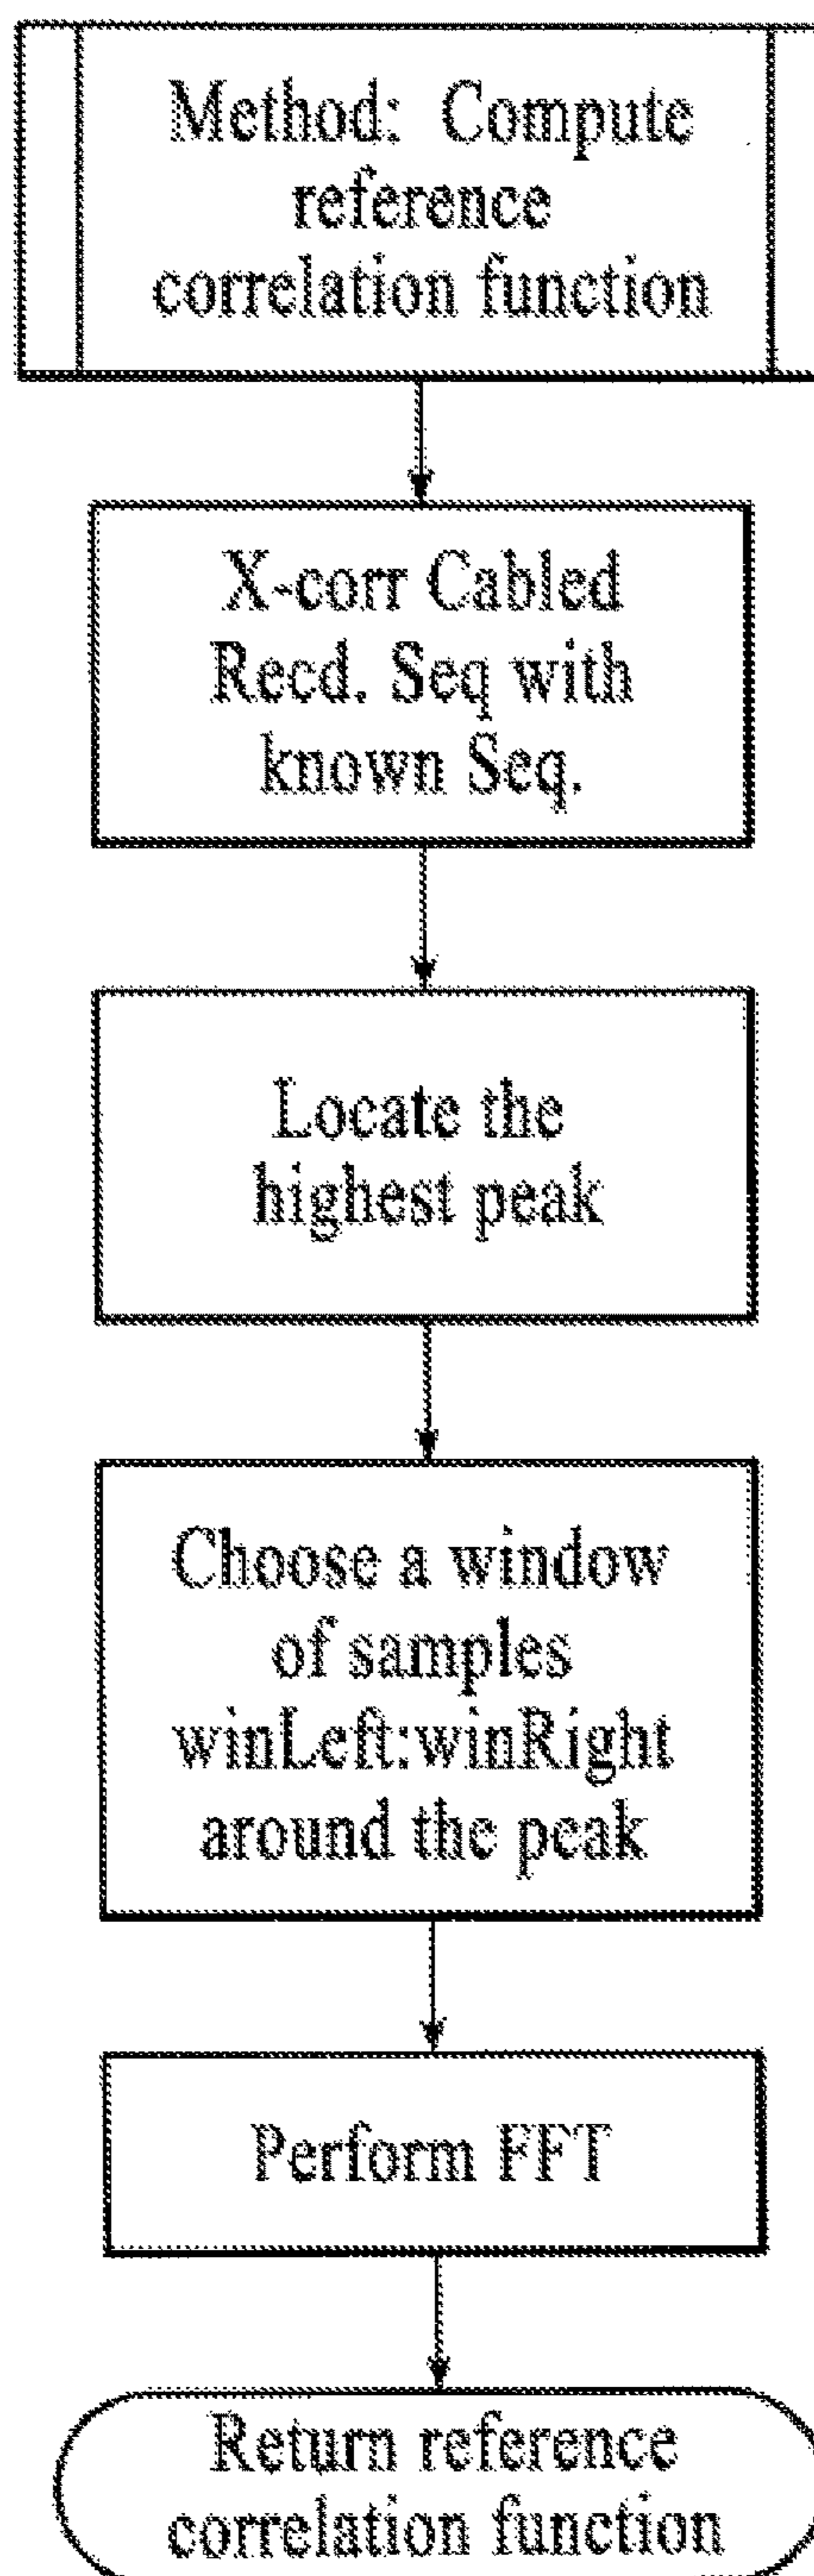 Method: Compute
reference
correlation function
X-corr Cabled
Recd. Seq with
known Seq.
Locate the
highest peak
Choose a window
of samples
winLeft:winRight
around the peak
Perform FFT
Return reference
correlation function